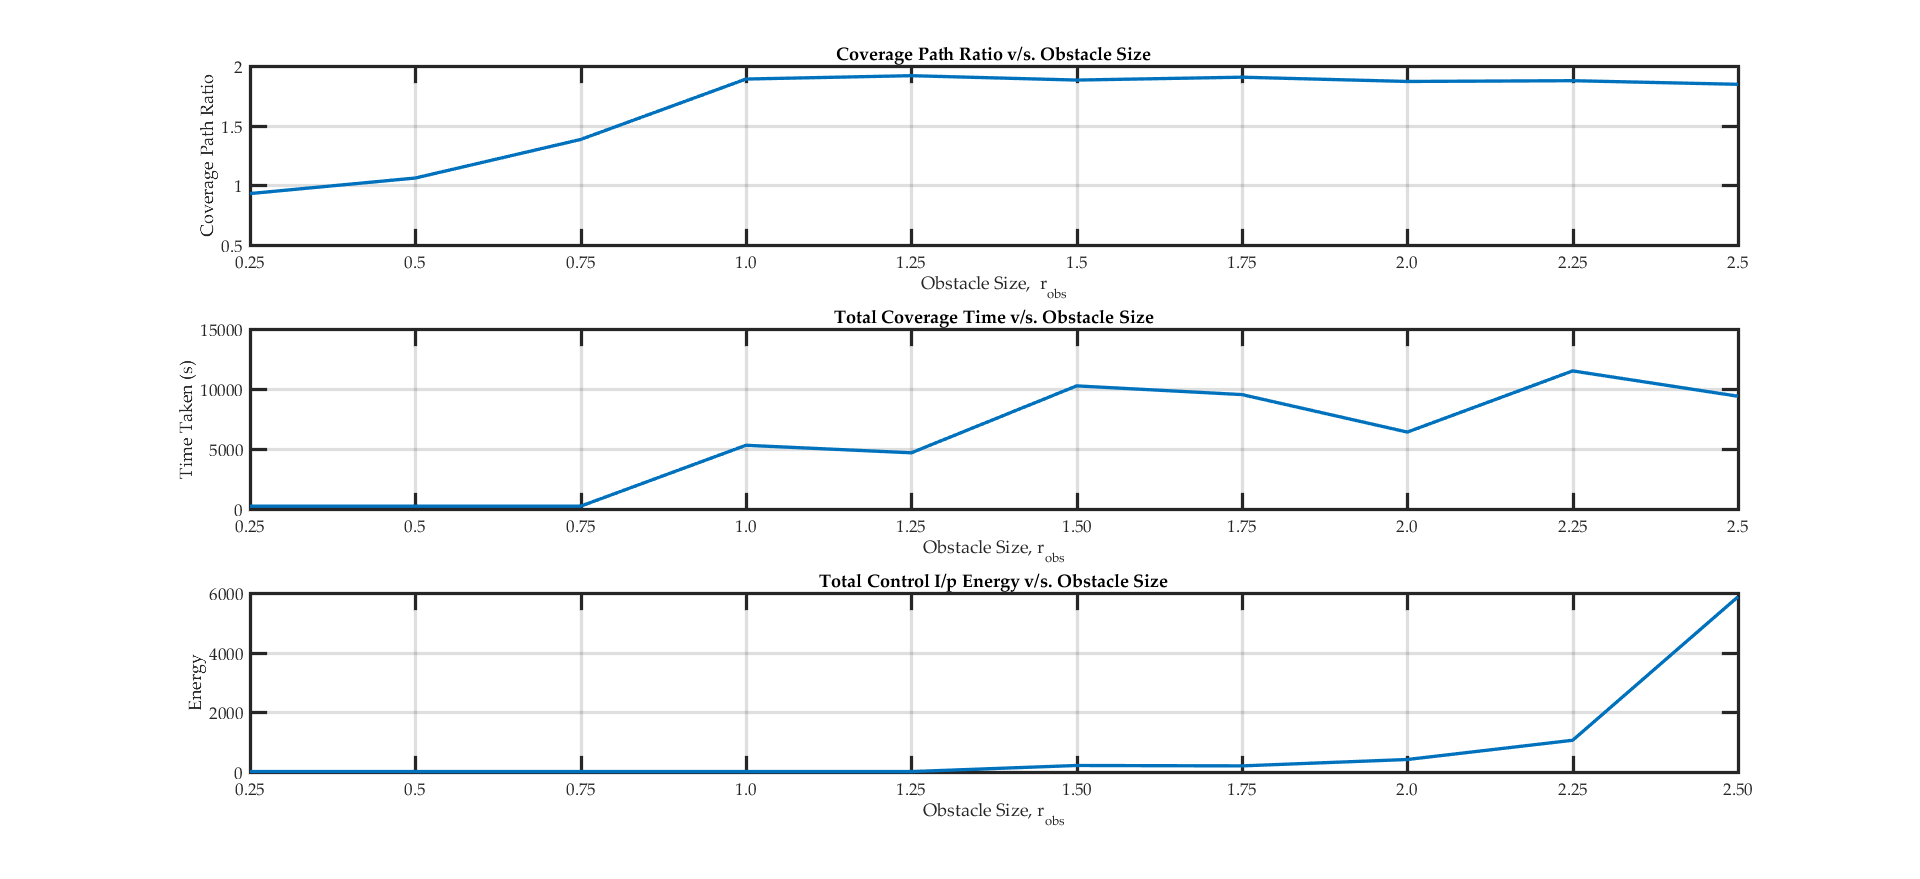 Coverage Path Ratio v/s. Obstacle Size
Coverage Path Ratio
2
1.5
1
0.5
0.25 0.5 0.75 1.0 1.25 1.5 1.75 2.0 2.25 2.5
Obstacle Size, r_obs
Total Coverage Time v/s. Obstacle Size
Time Taken (s)
15000
10000
5000
0
0.25 0.5 0.75 1.0 1.25 1.50 1.75 2.0 2.25 2.5
Obstacle Size, r_obs
Total Control I/p Energy v/s. Obstacle Size
Energy
6000
4000
2000
0
0.25 0.5 0.75 1.0 1.25 1.50 1.75 2.0 2.25 2.50
Obstacle Size, r_obs